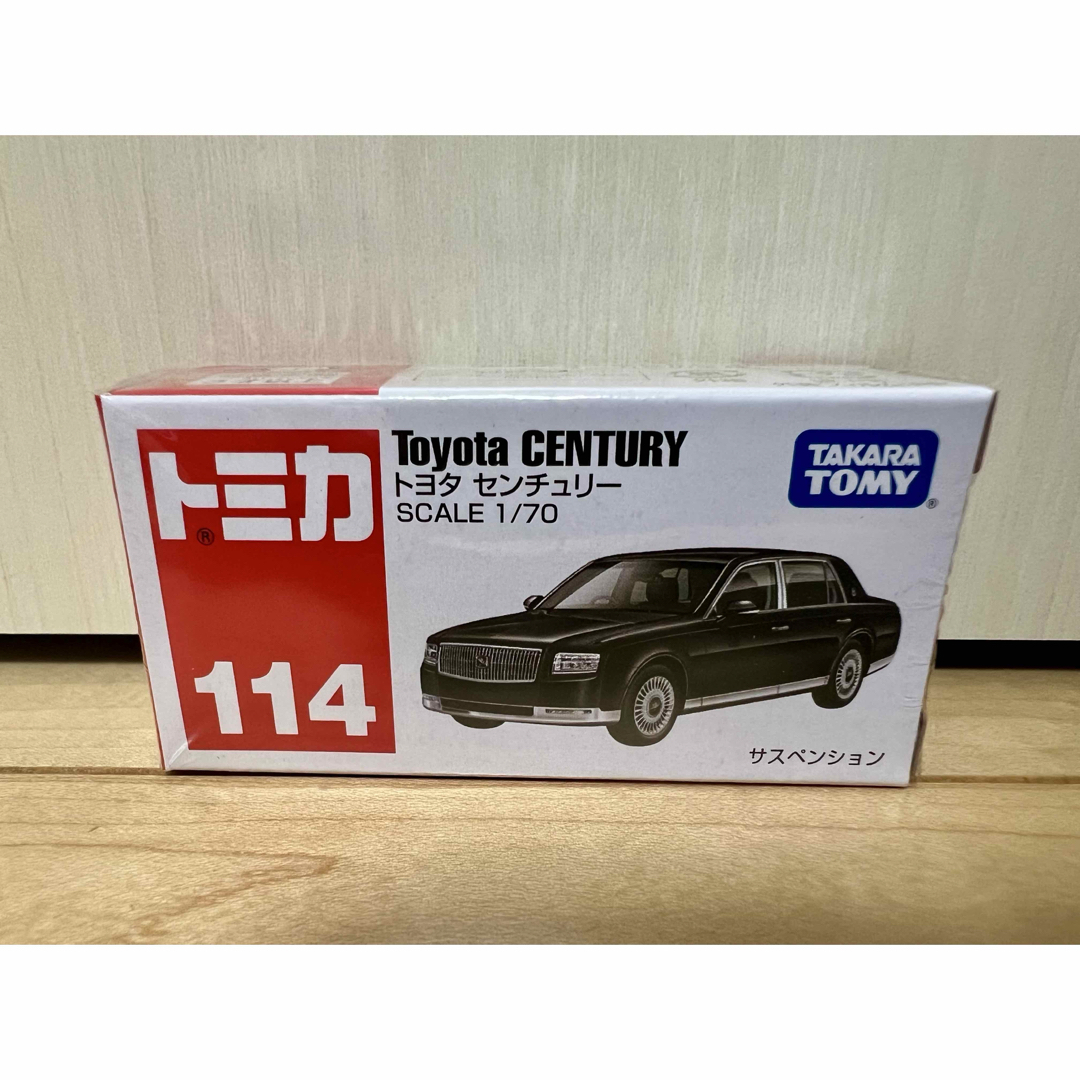 トミカ®
114
Toyota CENTURY
トヨタ センチュリー
SCALE 1/70
TAKARA
TOMY®
サスペンション